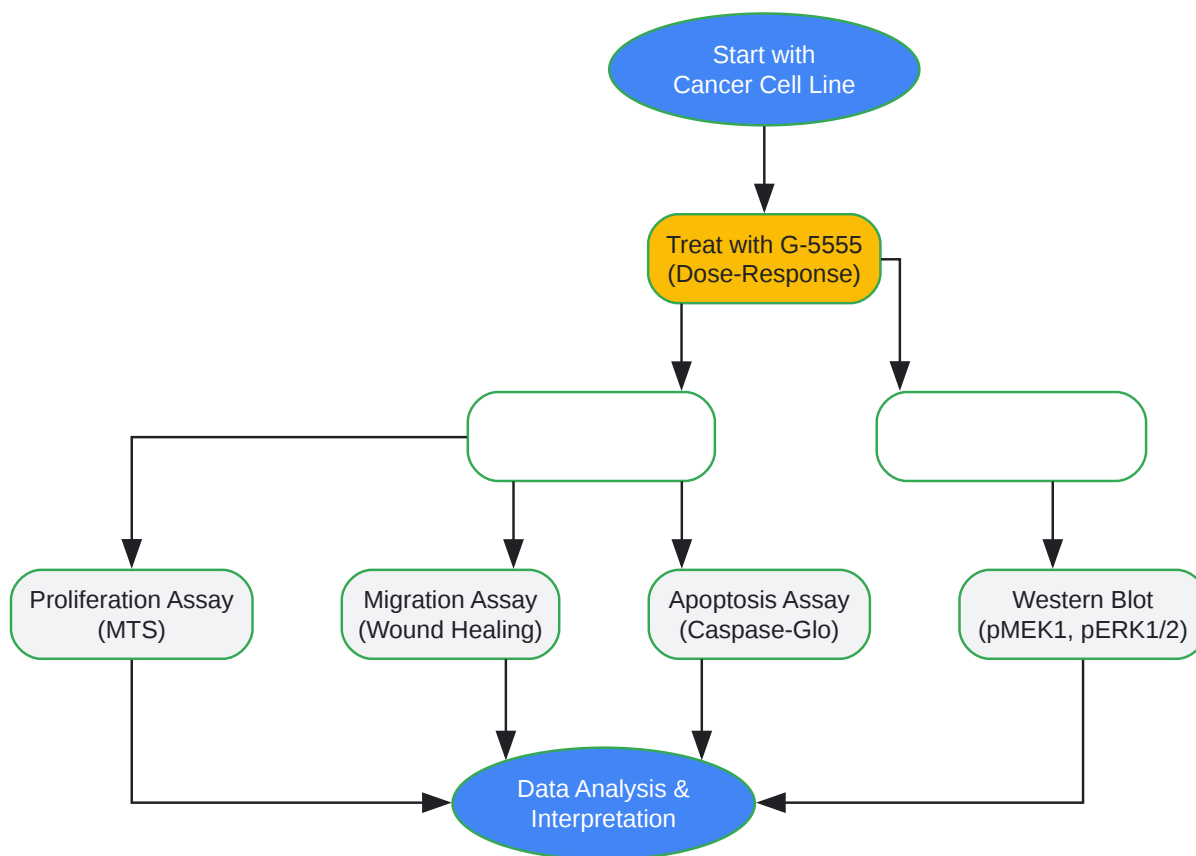 Start with
Cancer Cell Line
Treat with G-5555
(Dose-Response)
Proliferation Assay
(MTS)
Migration Assay
(Wound Healing)
Apoptosis Assay
(Caspase-Glo)
Western Blot
(pMEK1, pERK1/2)
Data Analysis &
Interpretation